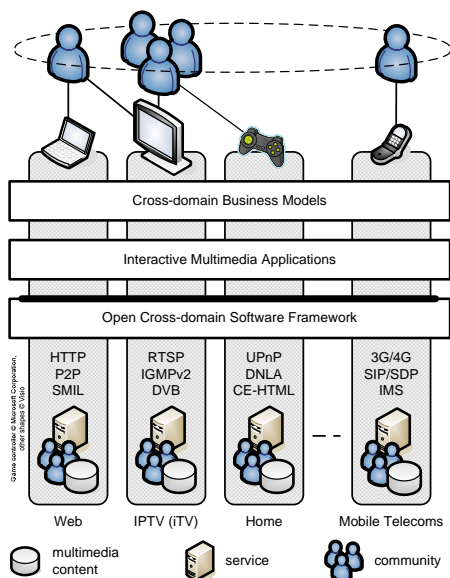 Cross-domain Business Models
Interactive Multimedia Applications
Open Cross-domain Software Framework
HTTP
P2P
SMIL
RTSP
IGMPv2
DVB
UPnP
DNLA
CE-HTML
3G/4G
SIP/SDP
IMS
Game controller © Microsoft Corporation,
other shapes © Visio
Web
IPTV (iTV)
Home
Mobile Telecoms
multimedia
content
service
community